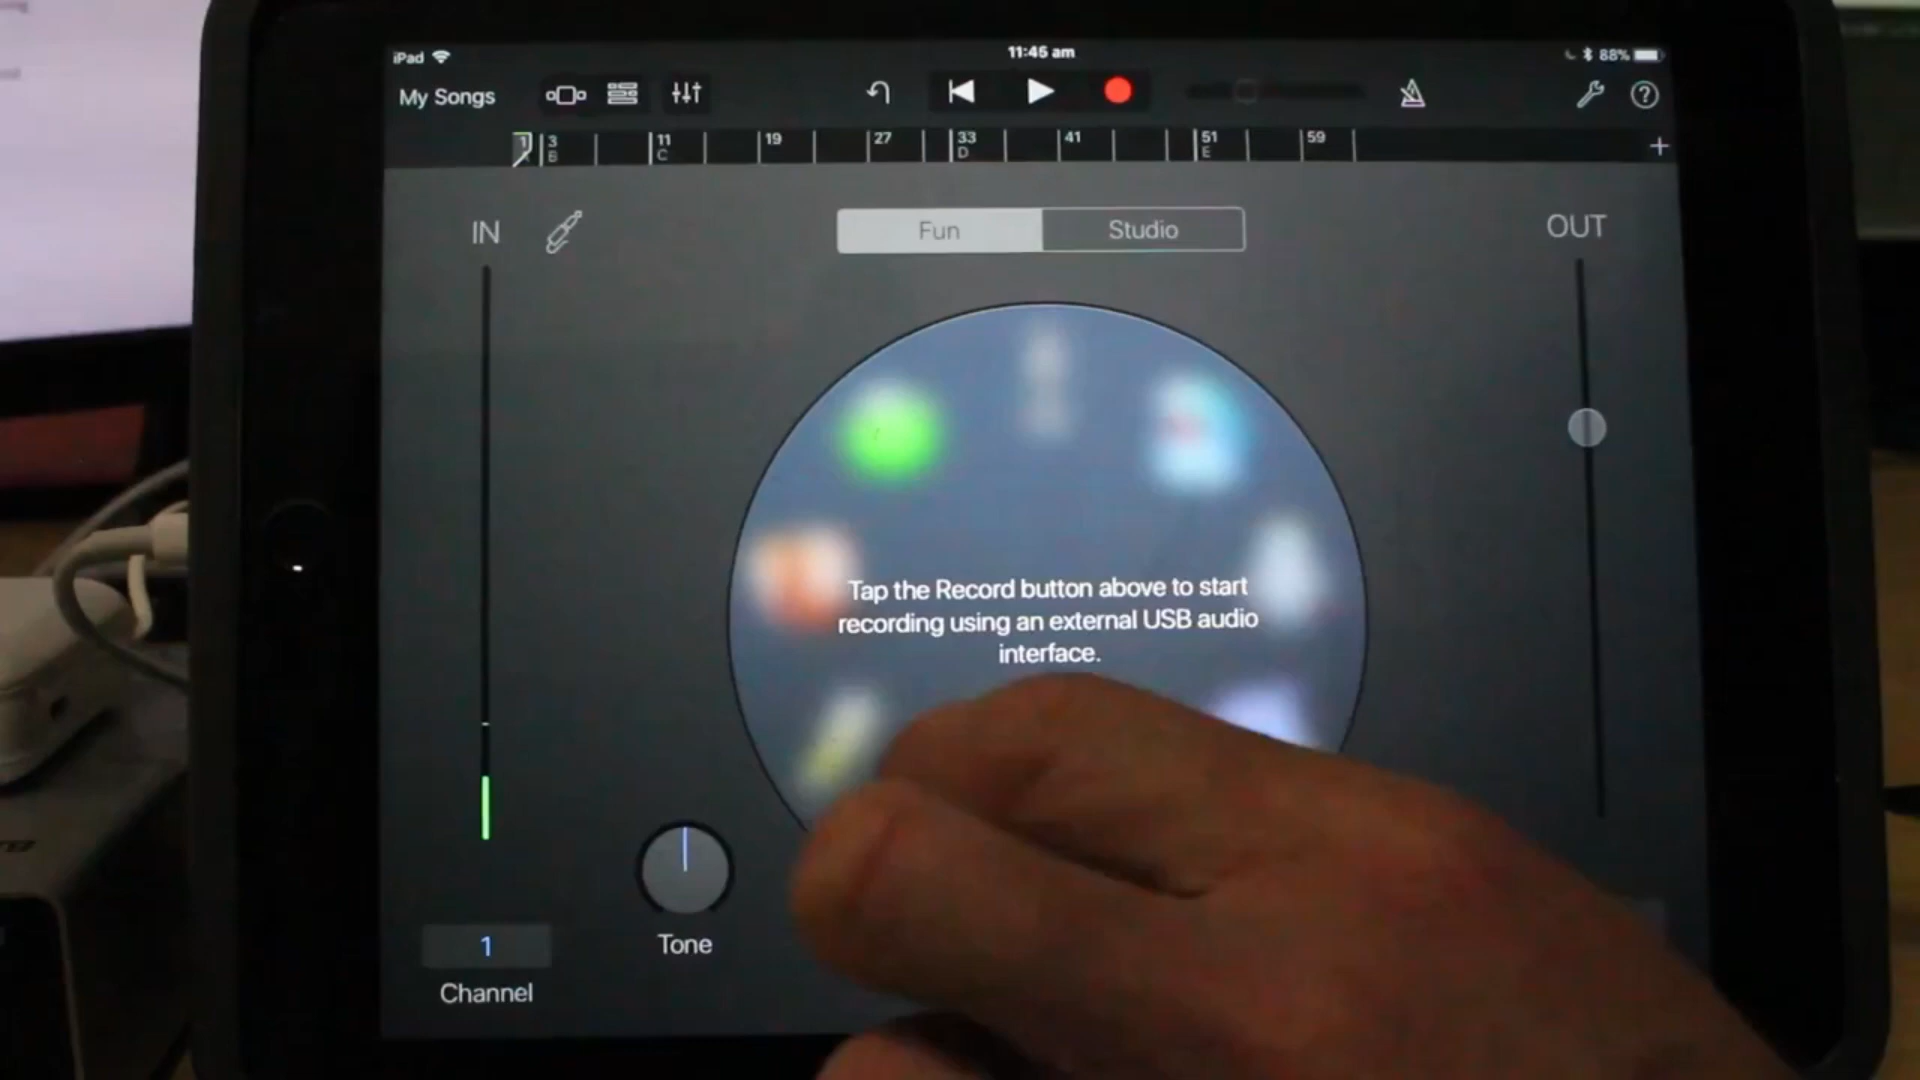 iPad 11:45 am 88%
My Songs
1 3 11 19 27 33 41 51 59
A B C D E
IN Fun Studio OUT
Tap the Record button above to start
recording using an external USB audio
interface.
1
Tone
Channel